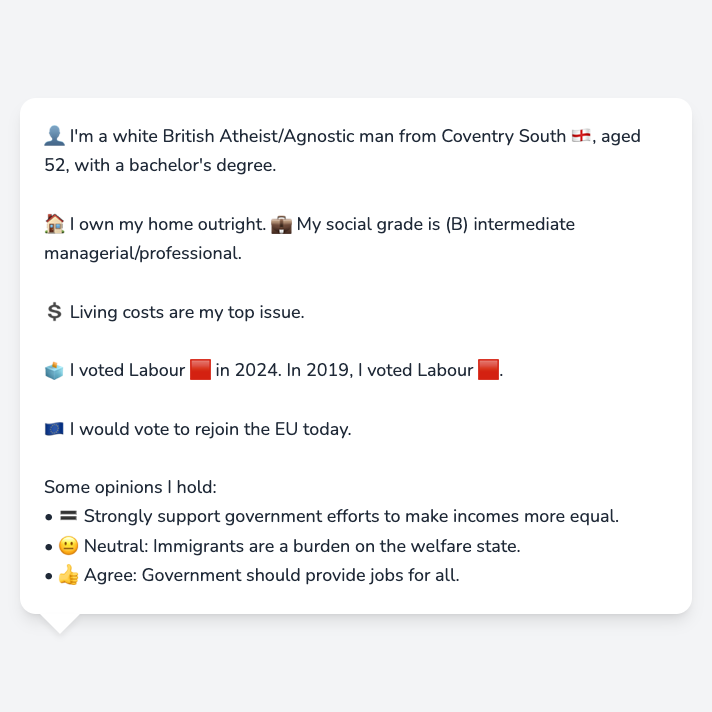 👤 I'm a white British Atheist/Agnostic man from Coventry South 🏴󠁧󠁢󠁥󠁮󠁧󠁿, aged
52, with a bachelor's degree.
🏠 I own my home outright. 💼 My social grade is (B) intermediate
managerial/professional.
💲 Living costs are my top issue.
🗳️ I voted Labour 🟥 in 2024. In 2019, I voted Labour 🟥.
🇪🇺 I would vote to rejoin the EU today.
Some opinions I hold:
• 🟰 Strongly support government efforts to make incomes more equal.
• 😐 Neutral: Immigrants are a burden on the welfare state.
• 👍 Agree: Government should provide jobs for all.